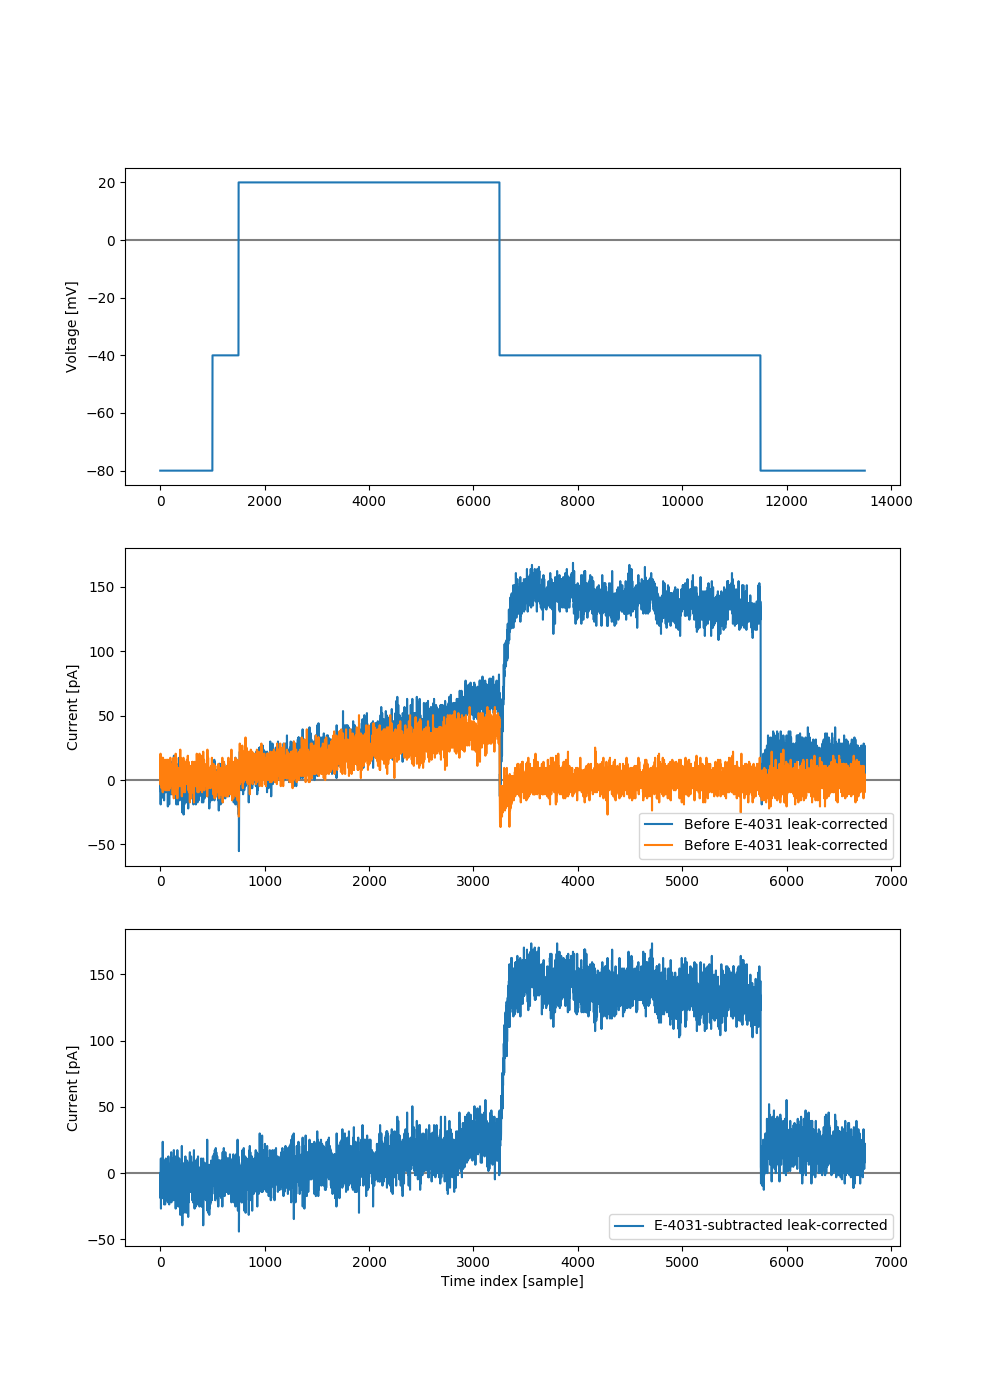 20
0
−20
−40
−60
−80
Voltage [mV]
0 2000 4000 6000 8000 10000 12000 14000
150
100
50
0
−50
Current [pA]
Before E-4031 leak-corrected
Before E-4031 leak-corrected
0 1000 2000 3000 4000 5000 6000 7000
150
100
50
0
−50
Current [pA]
E-4031-subtracted leak-corrected
0 1000 2000 3000 4000 5000 6000 7000
Time index [sample]